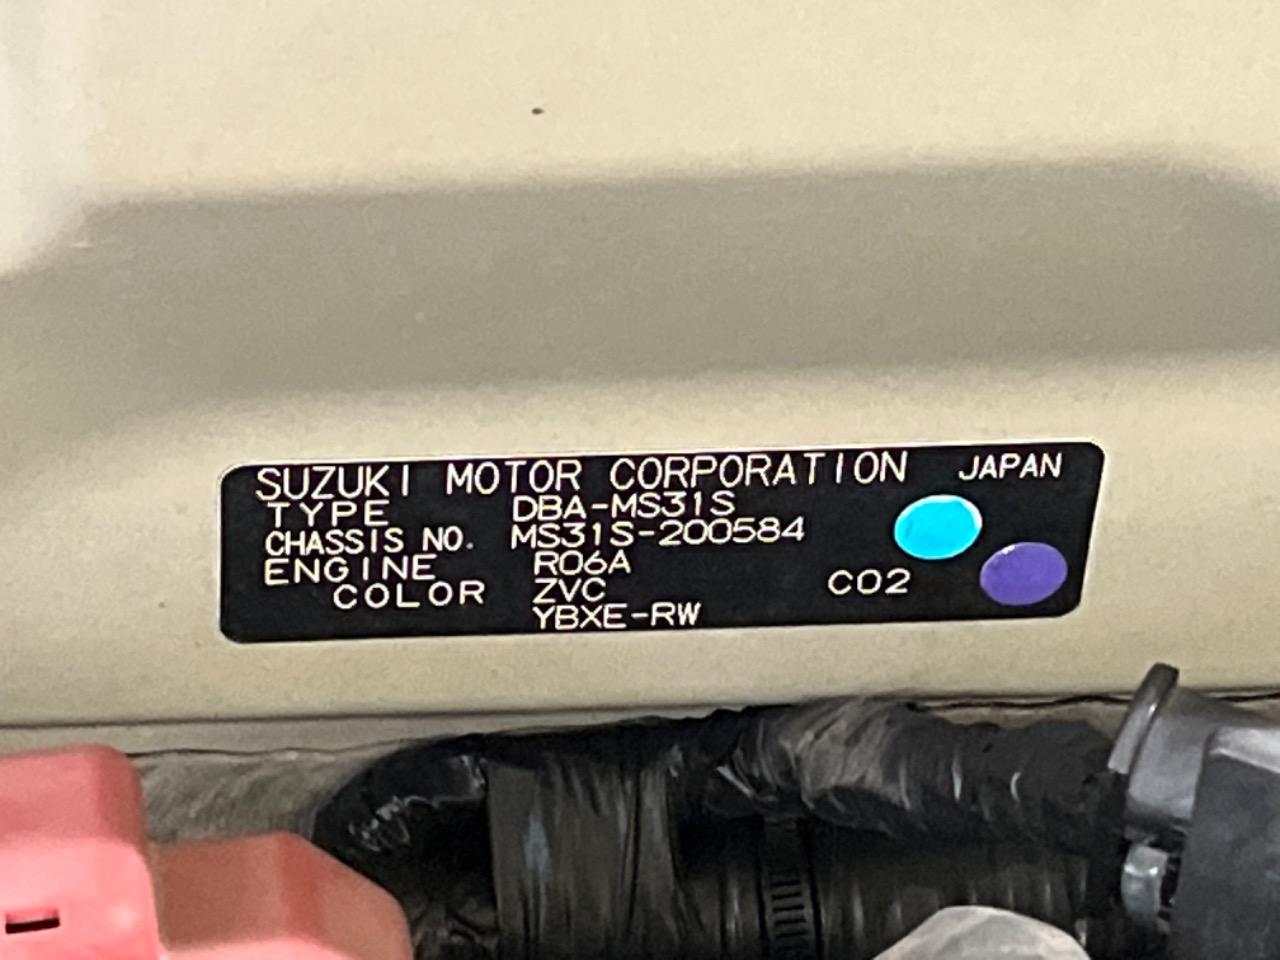 SUZUKI MOTOR CORPORATION JAPAN
TYPE DBA-MS31S
CHASSIS NO. MS31S-200584
ENGINE R06A
COLOR ZVC C02
YBXE-RW